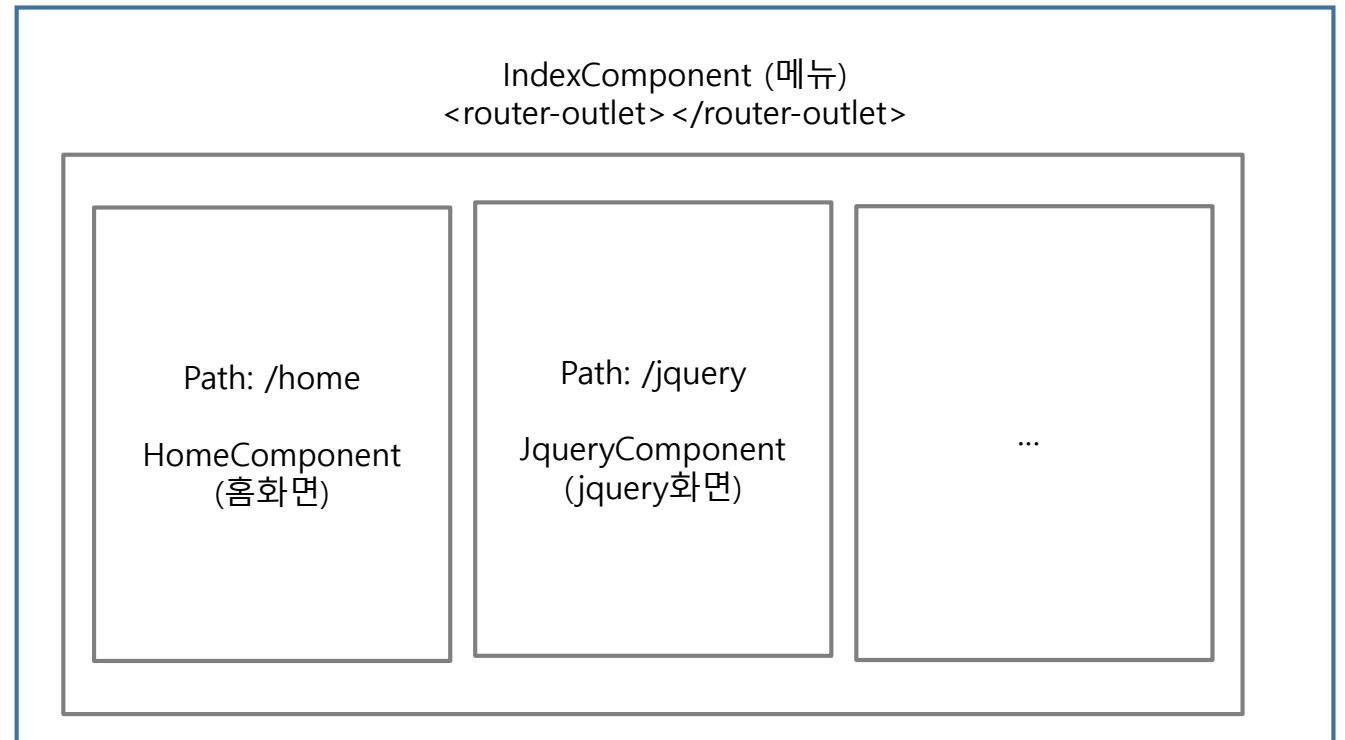 IndexComponent (메뉴)
<router-outlet></router-outlet>
Path: /home
HomeComponent
(홈화면)
Path: /jquery
JqueryComponent
(jquery화면)
...